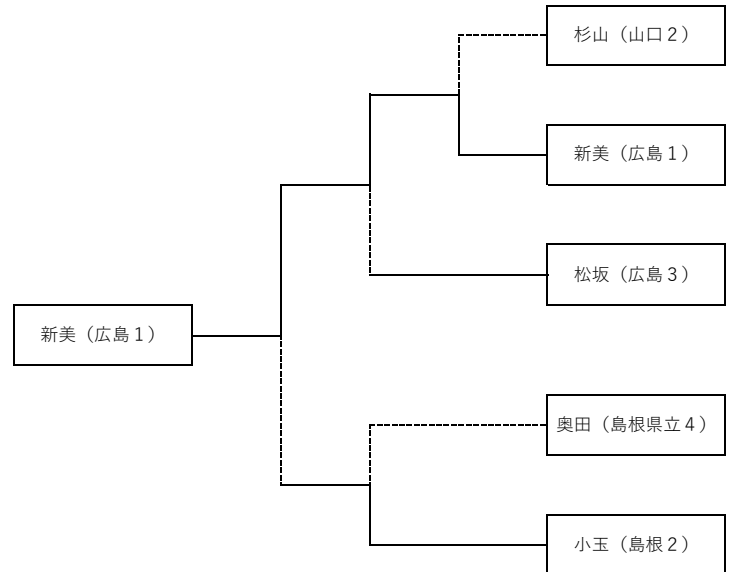 杉山（山口２）
新美（広島１）
松坂（広島３）
新美（広島１）
奥田（島根県立４）
小玉（島根２）